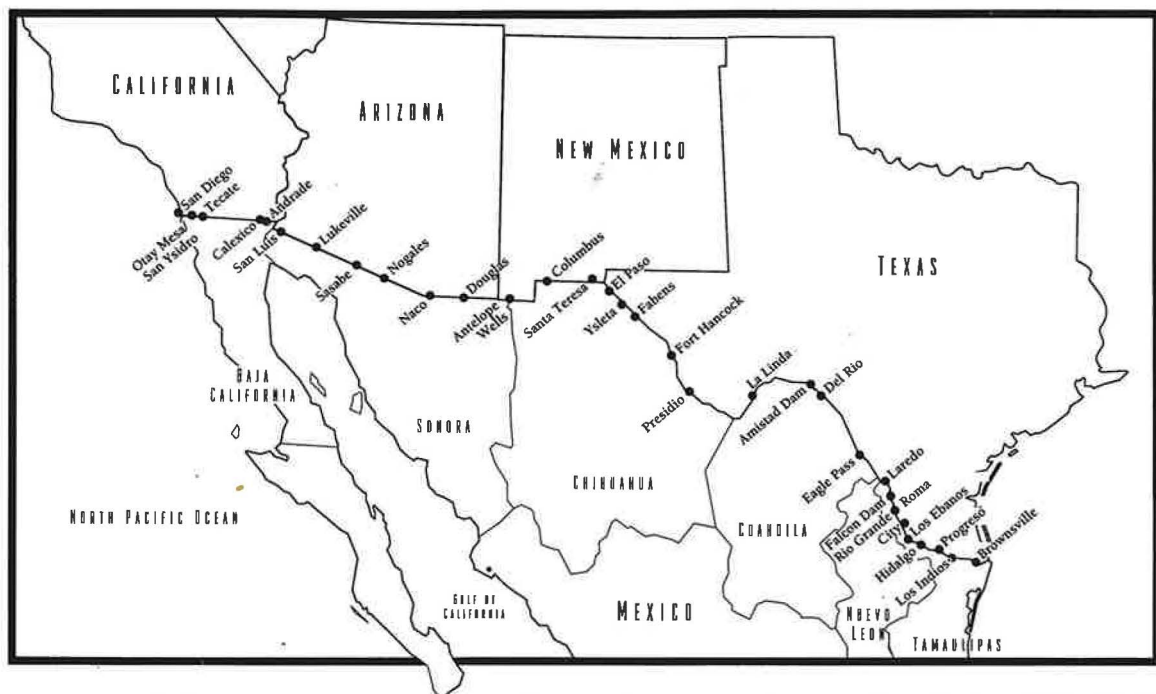 CALIFORNIA
ARIZONA
NEW MEXICO
TEXAS
San Diego
Tecate
Otay Mesa/
San Ysidro
Calexico
Andrade
San Luis
Lukeville
Sasabe
Nogales
Naco
Douglas
Antelope
Wells
Columbus
Santa Teresa
El Paso
Ysleta
Fabens
Fort Hancock
Presidio
La Linda
Amistad Dam
Del Rio
Eagle Pass
Laredo
Falcon Dam
Roma
Rio Grande
City
Los Ebanos
Hidalgo
Progreso
Los Indios
Brownsville
BAJA
CALIFORNIA
SONORA
CHIHUAHUA
COAHUILA
NORTH PACIFIC OCEAN
GULF OF
CALIFORNIA
MEXICO
NUEVO
LEON
TAMAULIPAS